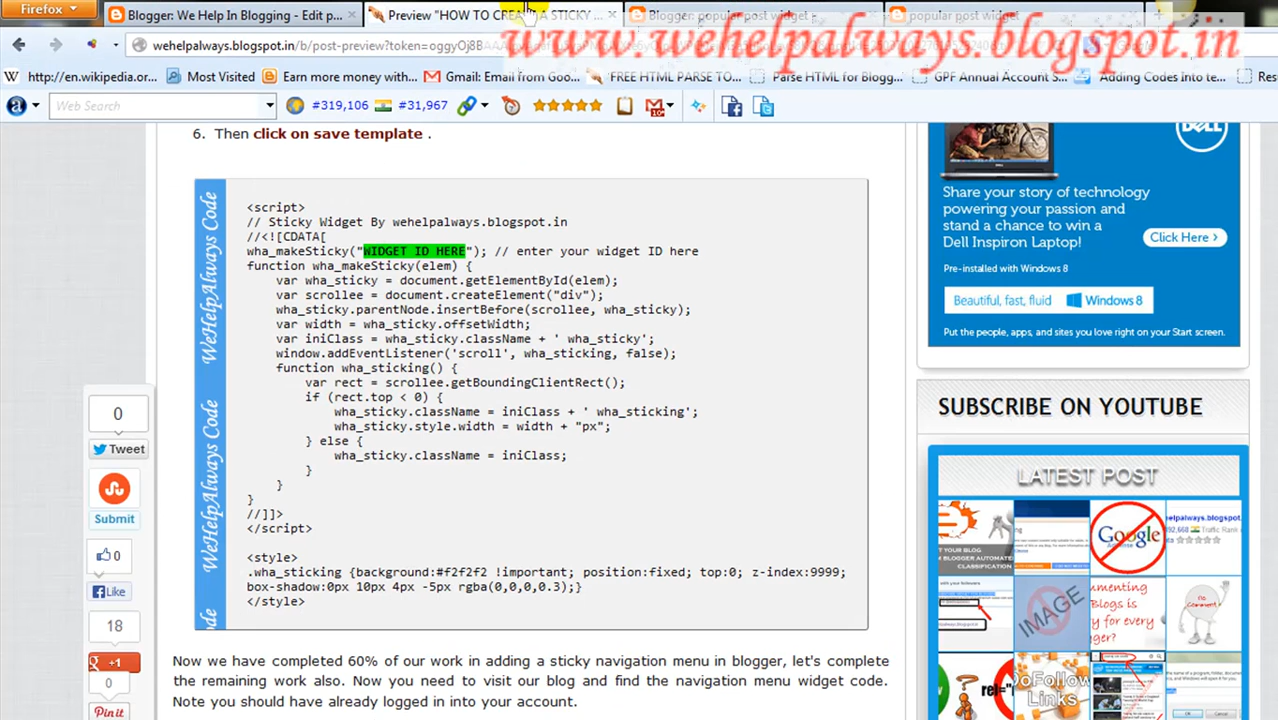 Firefox
Blogger: We Help In Blogging - Edit p...
Preview "HOW TO CREATE A STICKY ...
Blogger: popular post widget -
popular post widget
www.wehelpalways.blogspot.in
wehelpalways.blogspot.in/b/post-preview?token=
http://en.wikipedia.org...
Most Visited
Earn more money with...
Gmail: Email from Goo...
FREE HTML PARSE TO...
Parse HTML for Blogg...
GPF Annual Account S...
Adding Codes Into te...
Res
Web Search
#319,106
#31,967
6. Then click on save template .
WeHelpAlways Code
WeHelpAlways Code
<script>
// Sticky Widget By wehelpalways.blogspot.in
//<![CDATA[
wha_makeSticky("WIDGET ID HERE"); // enter your widget ID here
function wha_makeSticky(elem) {
var wha_sticky = document.getElementById(elem);
var scrollee = document.createElement("div");
wha_sticky.parentNode.insertBefore(scrollee, wha_sticky);
var width = wha_sticky.offsetWidth;
var iniClass = wha_sticky.className + ' wha_sticky';
window.addEventListener('scroll', wha_sticking, false);
function wha_sticking() {
var rect = scrollee.getBoundingClientRect();
if (rect.top < 0) {
wha_sticky.className = iniClass + ' wha_sticking';
wha_sticky.style.width = width + "px";
} else {
wha_sticky.className = iniClass;
}
}
}
//]]>
</script>
<style>
.wha_sticking {background:#f2f2f2 !important; position:fixed; top:0; z-index:9999;
box-shadow:0px 10px 4px -5px rgba(0,0,0,0.3);}
</style>
0
Tweet
Submit
0
Like
18
+1
0
Pin it
Now we have completed 60% of our work in adding a sticky navigation menu in blogger, let's complete
the remaining work also. Now you need to visit your blog and find the navigation menu widget code.
Note you should have already logged in into your account.
DELL
Share your story of technology
powering your passion and
stand a chance to win a
Dell Inspiron Laptop!
Click Here >
Pre-installed with Windows 8
Beautiful, fast, fluid
Windows 8
Put the people, apps, and sites you love right on your Start screen.
SUBSCRIBE ON YOUTUBE
LATEST POST
Google
IMAGE
No
Comment
DoFollow
Links
rel="